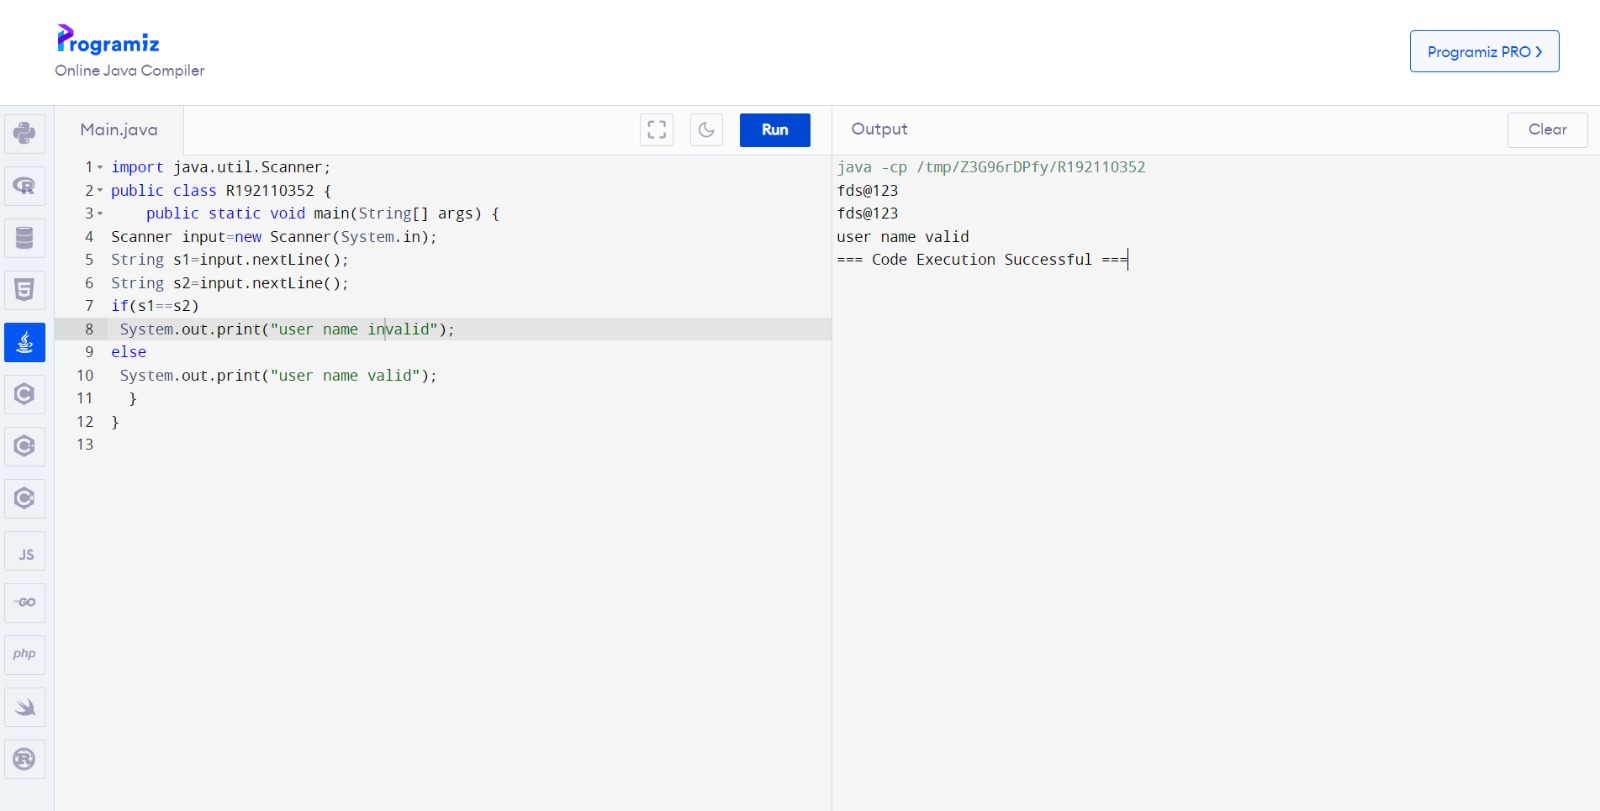 Programiz
Online Java Compiler
Programiz PRO >
Main.java
Run
Output
Clear
1 import java.util.Scanner;
2 public class R192110352 {
3     public static void main(String[] args) {
4 Scanner input=new Scanner(System.in);
5 String s1=input.nextLine();
6 String s2=input.nextLine();
7 if(s1==s2)
8  System.out.print("user name invalid");
9 else
10  System.out.print("user name valid");
11   }
12 }
13
java -cp /tmp/Z3G96rDPfy/R192110352
fds@123
fds@123
user name valid
=== Code Execution Successful ===
R
5
C
C
C
JS
GO
php
R